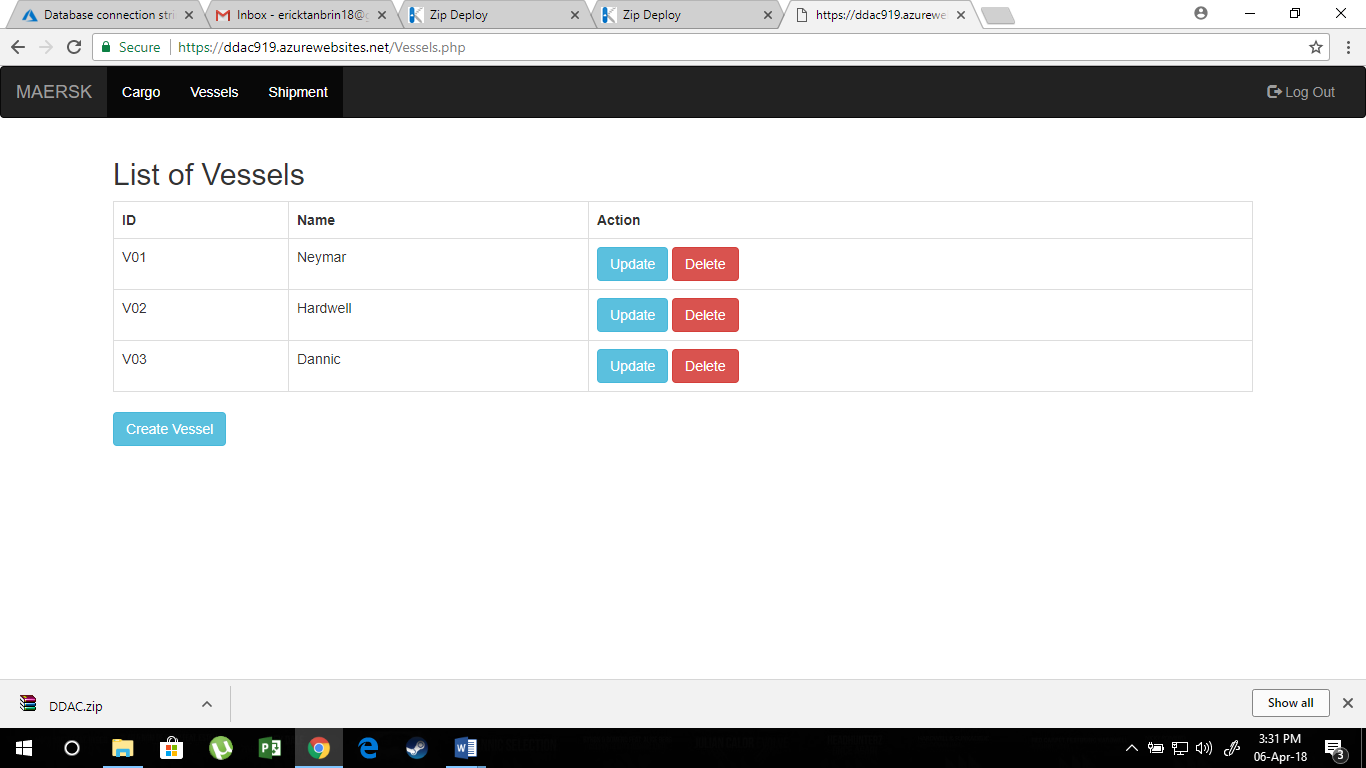 Database connection stri
Inbox - ericktanbrin18@g
Zip Deploy
Zip Deploy
https://ddac919.azurewe
Secure
https://ddac919.azurewebsites.net/Vessels.php
MAERSK Cargo Vessels Shipment Log Out
List of Vessels
ID Name Action
V01 Neymar Update Delete
V02 Hardwell Update Delete
V03 Dannic Update Delete
Create Vessel
DDAC.zip
Show all
3:31 PM
06-Apr-18
3